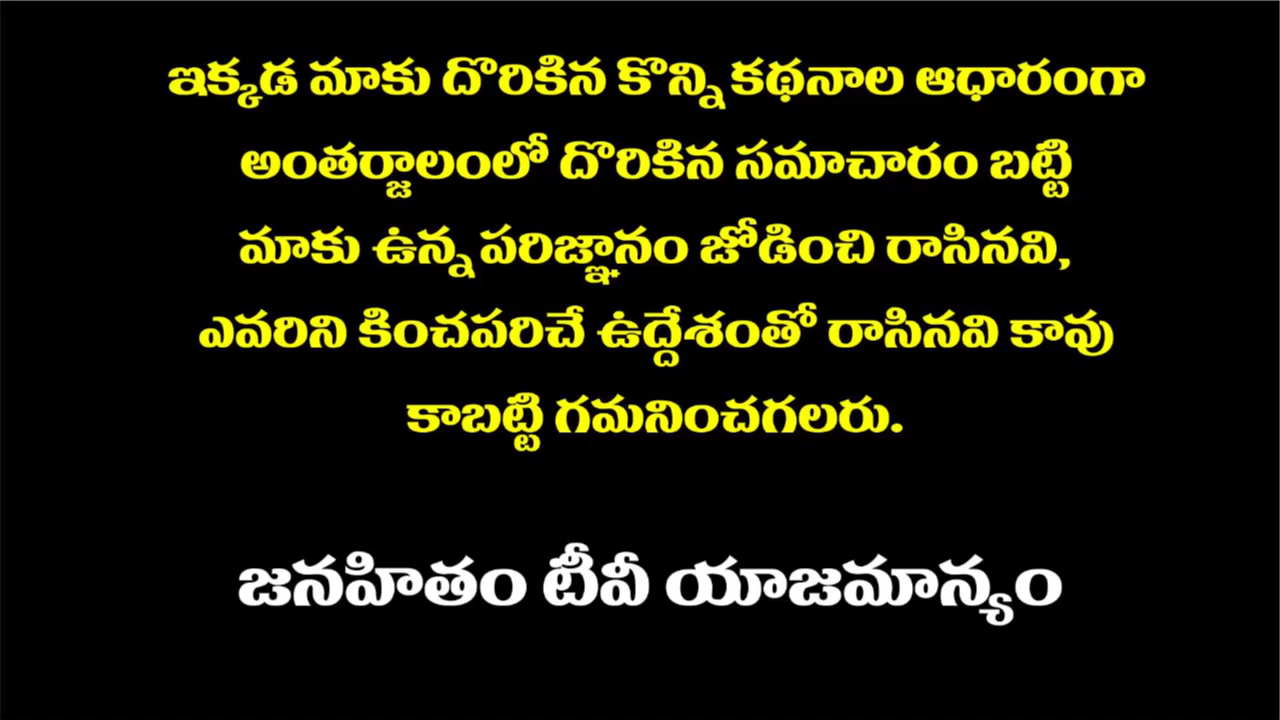 ఇక్కడ మాకు దొరికిన కొన్ని కథనాల ఆధారంగా
అంతర్జాలంలో దొరికిన సమాచారం బట్టి
మాకు ఉన్న పరిజ్ఞానం జోడించి రాసినవి,
ఎవరిని కించపరిచే ఉద్దేశంతో రాసినవి కావు
కాబట్టి గమనించగలరు.
జనహితం టీవీ యాజమాన్యం